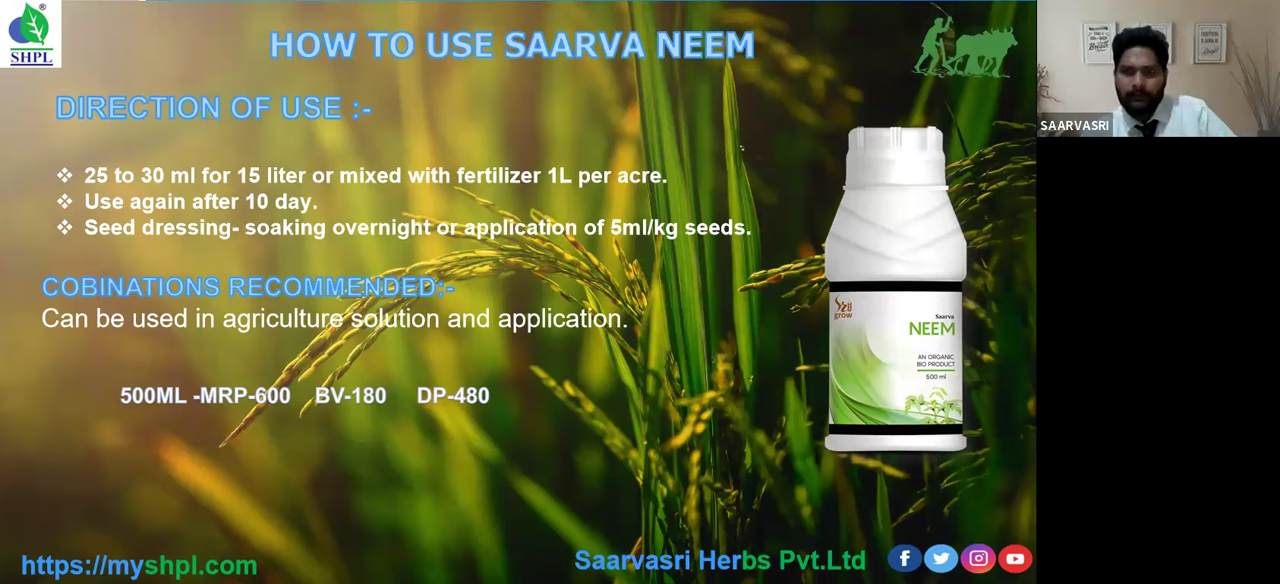 SHPL
HOW TO USE SAARVA NEEM
DIRECTION OF USE :-
❖ 25 to 30 ml for 15 liter or mixed with fertilizer 1L per acre.
❖ Use again after 10 day.
❖ Seed dressing- soaking overnight or application of 5ml/kg seeds.
COBINATIONS RECOMMENDED:-
Can be used in agriculture solution and application.
500ML -MRP-600 BV-180 DP-480
grow
Saarva
NEEM
AN ORGANIC
BIO PRODUCT
500 ml
https://myshpl.com
Saarvasri Herbs Pvt.Ltd
SAARVASRI